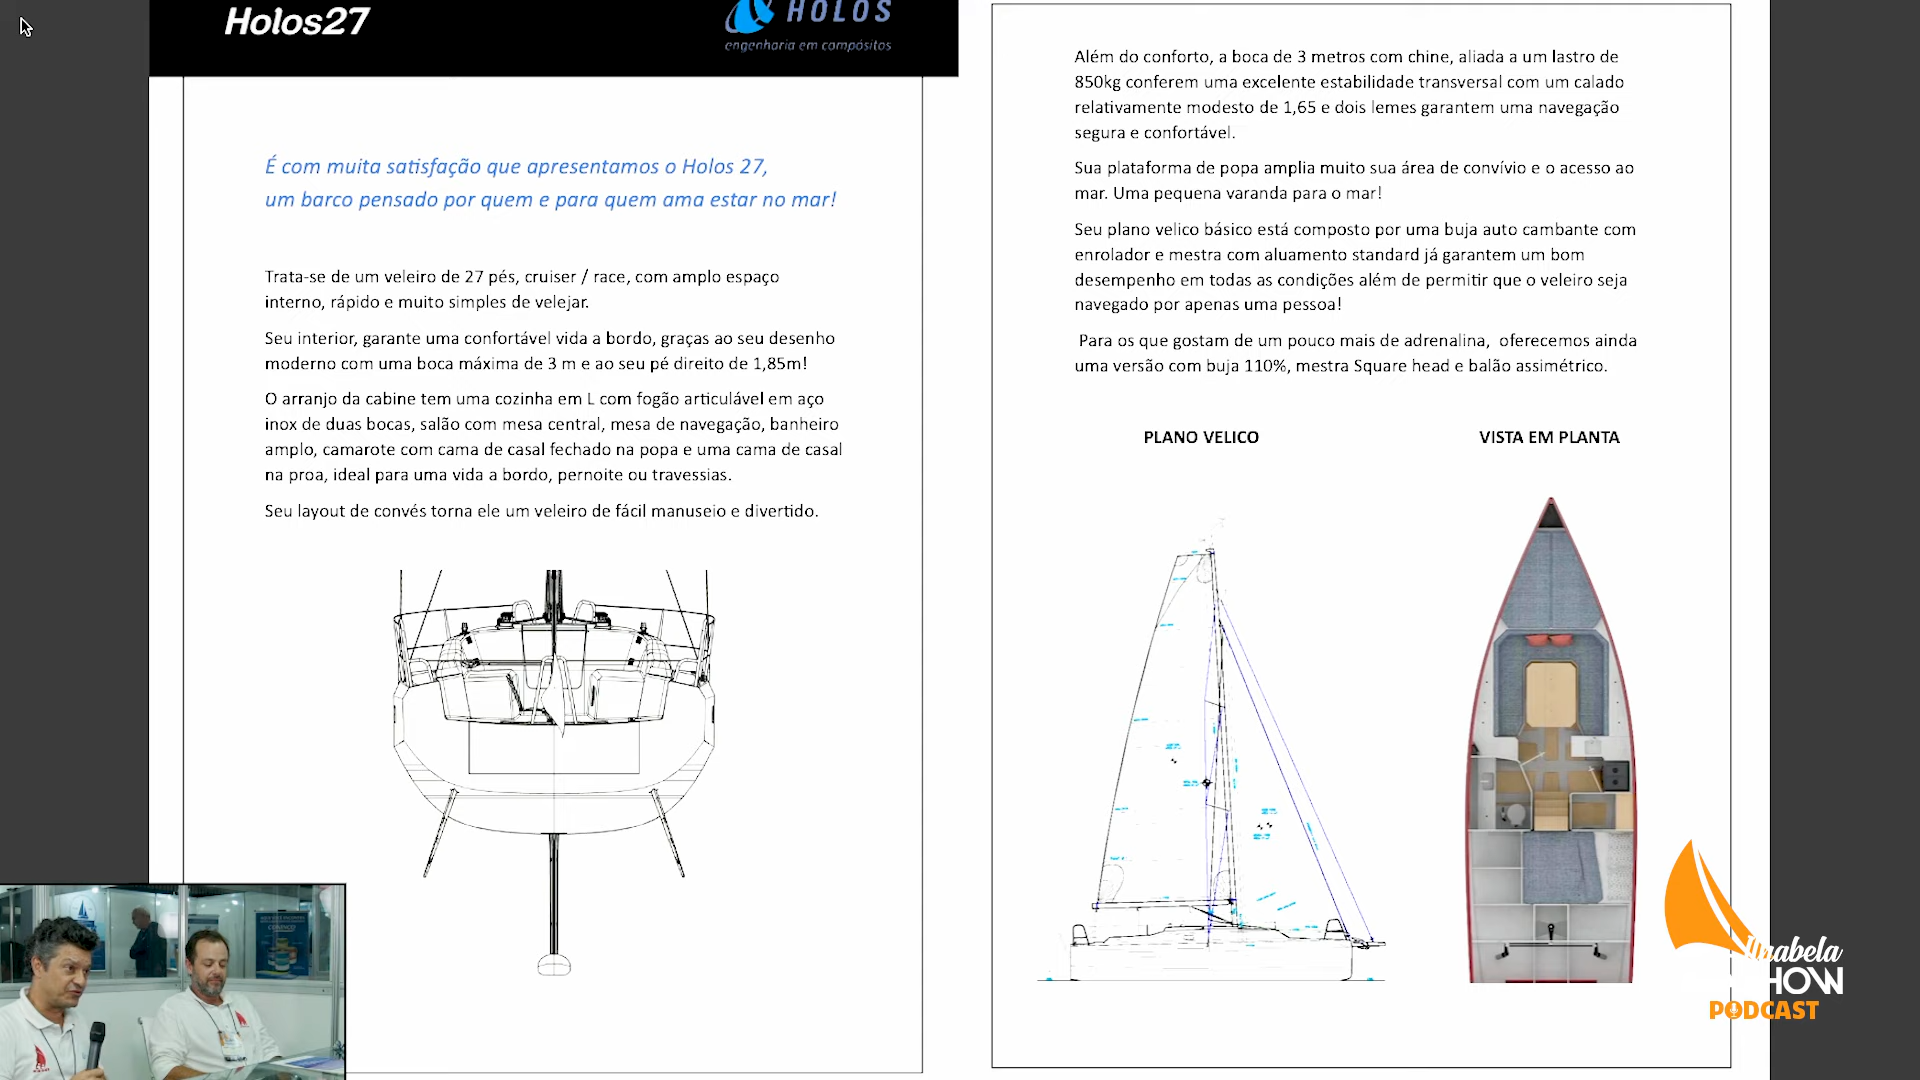 Holos27
HOLOS
engenharia em compósitos
É com muita satisfação que apresentamos o Holos 27,
um barco pensado por quem e para quem ama estar no mar!
Trata-se de um veleiro de 27 pés, cruiser / race, com amplo espaço
interno, rápido e muito simples de velejar.
Seu interior, garante uma confortável vida a bordo, graças ao seu desenho
moderno com uma boca máxima de 3 m e ao seu pé direito de 1,85m!
O arranjo da cabine tem uma cozinha em L com fogão articulável em aço
inox de duas bocas, salão com mesa central, mesa de navegação, banheiro
amplo, camarote com cama de casal fechado na popa e uma cama de casal
na proa, ideal para uma vida a bordo, pernoite ou travessias.
Seu layout de convés torna ele um veleiro de fácil manuseio e divertido.
Além do conforto, a boca de 3 metros com chine, aliada a um lastro de
850kg conferem uma excelente estabilidade transversal com um calado
relativamente modesto de 1,65 e dois lemes garantem uma navegação
segura e confortável.
Sua plataforma de popa amplia muito sua área de convívio e o acesso ao
mar. Uma pequena varanda para o mar!
Seu plano velico básico está composto por uma buja auto cambante com
enrolador e mestra com aluamento standard já garantem um bom
desempenho em todas as condições além de permitir que o veleiro seja
navegado por apenas uma pessoa!
Para os que gostam de um pouco mais de adrenalina, oferecemos ainda
uma versão com buja 110%, mestra Square head e balão assimétrico.
PLANO VELICO
VISTA EM PLANTA
PODCAST